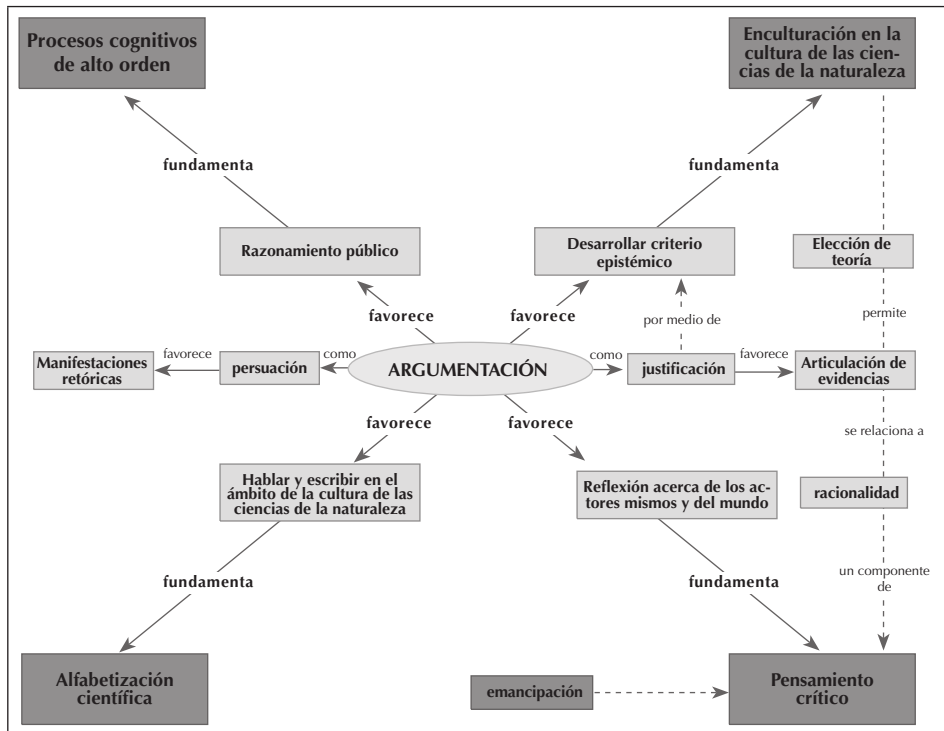 Procesos cognitivos
de alto orden
Enculturación en la
cultura de las cien-
cias de la naturaleza
fundamenta
fundamenta
Razonamiento público
Desarrollar criterio
epistémico
Elección de
teoría
favorece
favorece
por medio de
permite
Manifestaciones
retóricas
favorece
persuación
como
ARGUMENTACIÓN
como
justificación
favorece
Articulación de
evidencias
favorece
favorece
se relaciona a
Hablar y escribir en el
ámbito de la cultura de las
ciencias de la naturaleza
Reflexión acerca de los ac-
tores mismos y del mundo
racionalidad
fundamenta
fundamenta
un componente
de
Alfabetización
científica
emancipación
Pensamiento
crítico